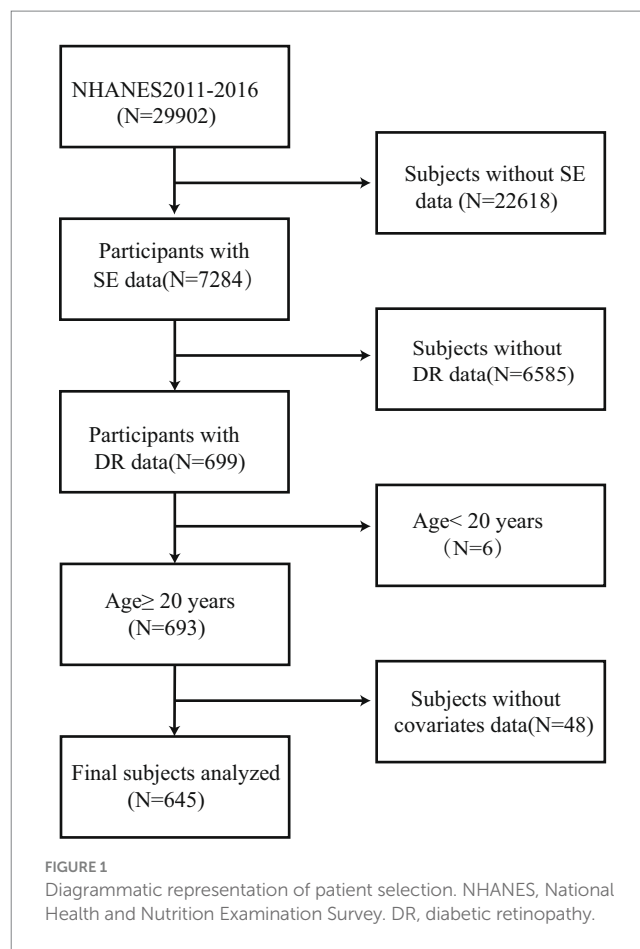 NHANES2011-2016
(N=29902)
Subjects without SE
data (N=22618)
Participants with
SE data(N=7284）
Subjects without
DR data(N=6585)
Participants with
DR data(N=699)
Age< 20 years
（N=6）
Age≥ 20 years
(N=693)
Subjects without
covariates data(N=48)
Final subjects analyzed
(N=645)
FIGURE 1
Diagrammatic representation of patient selection. NHANES, National
Health and Nutrition Examination Survey. DR, diabetic retinopathy.